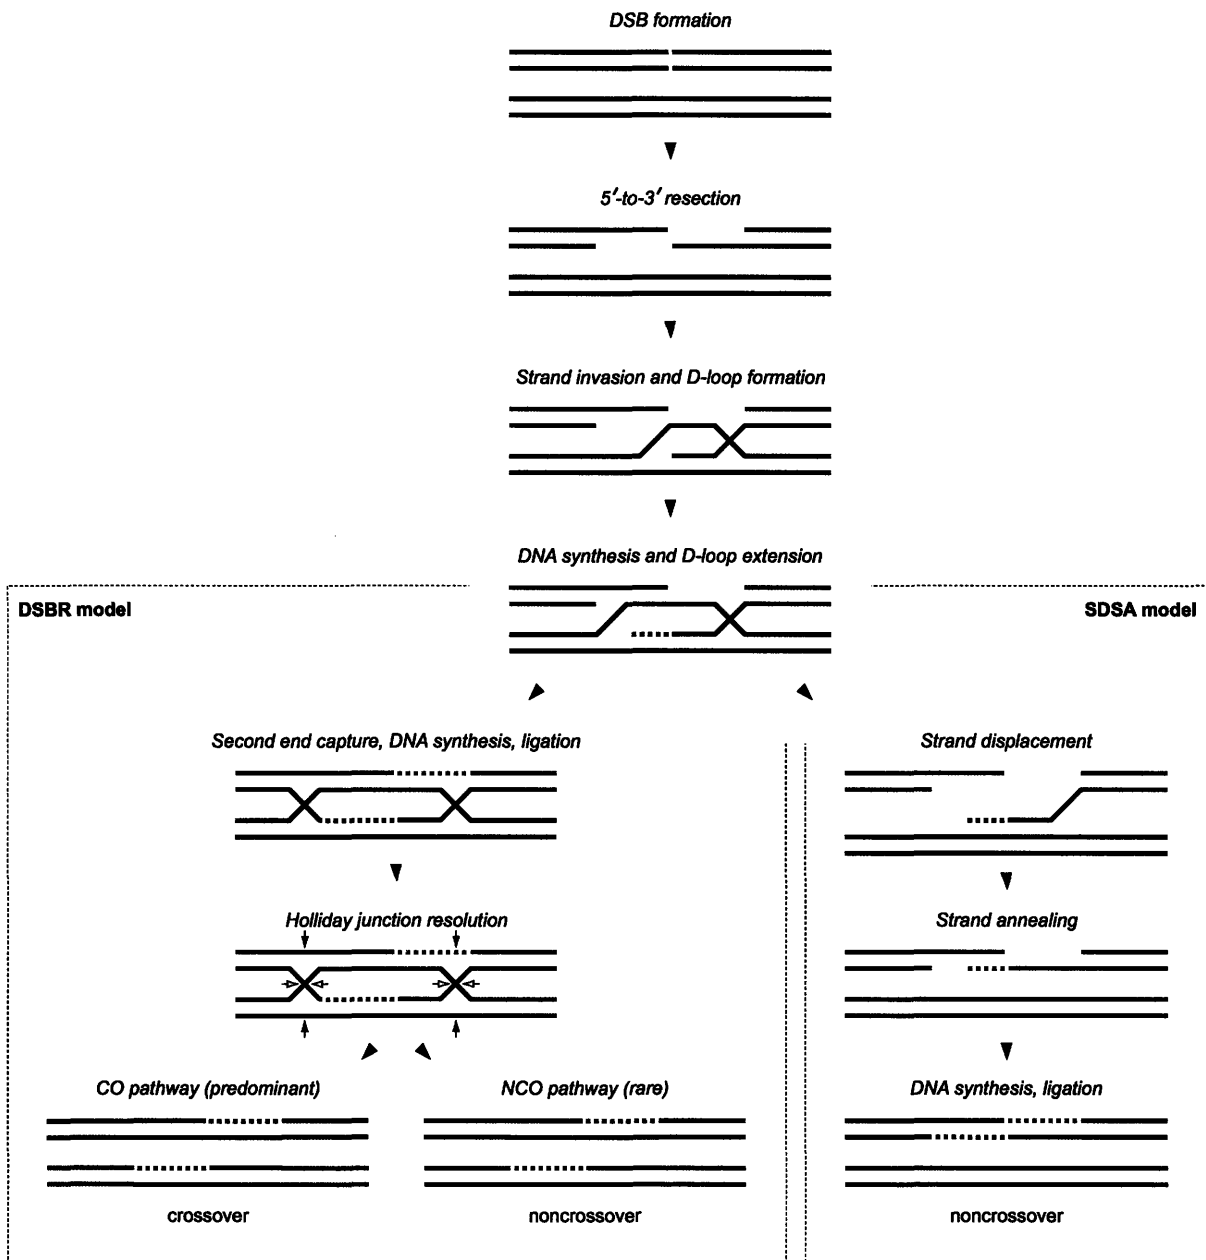 DSB formation
5′-to-3′ resection
Strand invasion and D-loop formation
DNA synthesis and D-loop extension
DSBR model
SDSA model
Second end capture, DNA synthesis, ligation
Strand displacement
Holliday junction resolution
Strand annealing
CO pathway (predominant)
NCO pathway (rare)
DNA synthesis, ligation
crossover
noncrossover
noncrossover